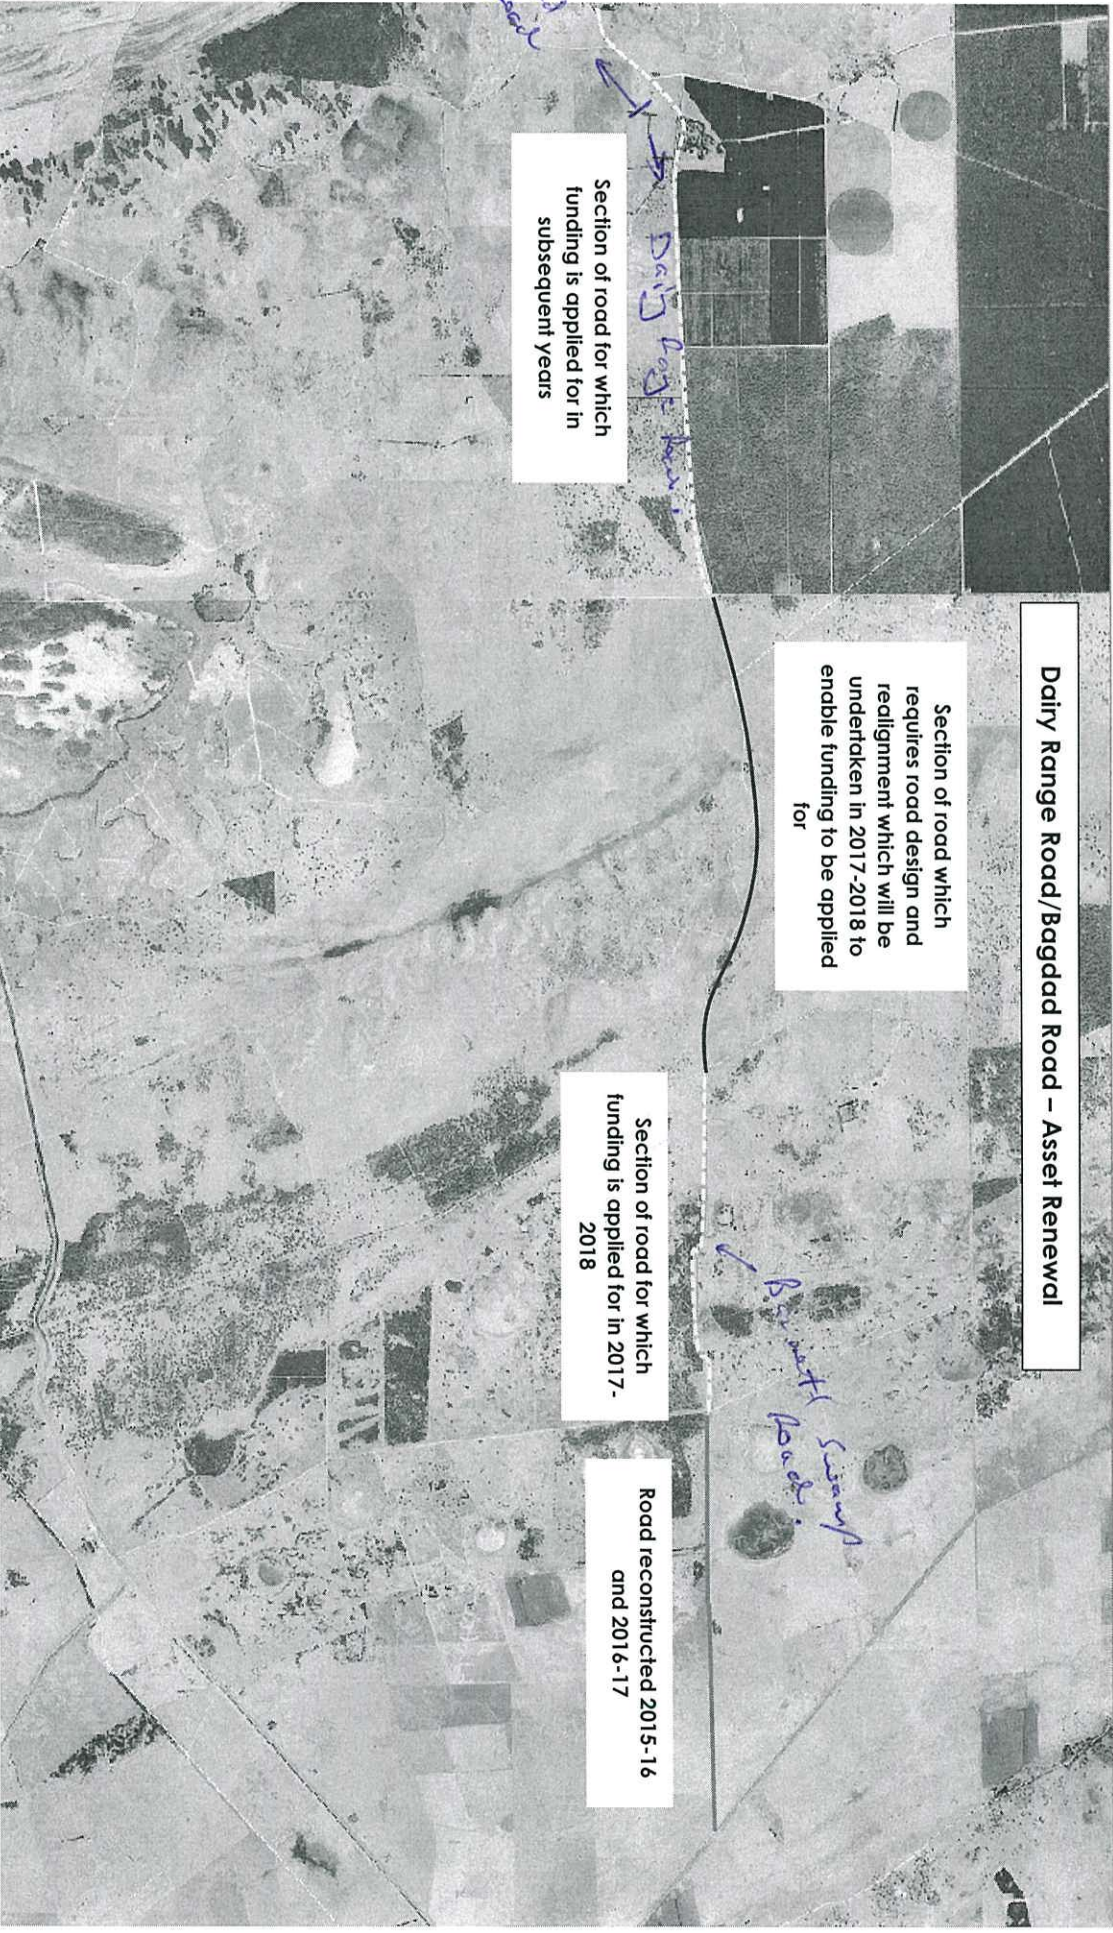 Dairy Range Road/Bagdad Road – Asset Renewal
Section of road which
requires road design and
realignment which will be
undertaken in 2017-2018 to
enable funding to be applied
for
Road
Dairy Range Road.
Section of road for which
funding is applied for in
subsequent years
Swamp
Road.
Section of road for which
funding is applied for in 2017-
2018
Road reconstructed 2015-16
and 2016-17